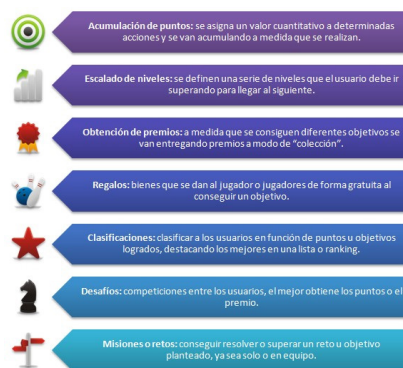 Acumulación de puntos: se asigna un valor cuantitativo a determinadas
acciones y se van acumulando a medida que se realizan.
Escalado de niveles: se definen una serie de niveles que el usuario debe ir
superando para llegar al siguiente.
Obtención de premios: a medida que se consiguen diferentes objetivos se
van entregando premios a modo de “colección”.
Regalos: bienes que se dan al jugador o jugadores de forma gratuita al
conseguir un objetivo.
Clasificaciones: clasificar a los usuarios en función de puntos u objetivos
logrados, destacando los mejores en una lista o ranking.
Desafíos: competiciones entre los usuarios, el mejor obtiene los puntos o el
premio.
Misiones o retos: conseguir resolver o superar un reto u objetivo
planteado, ya sea solo o en equipo.